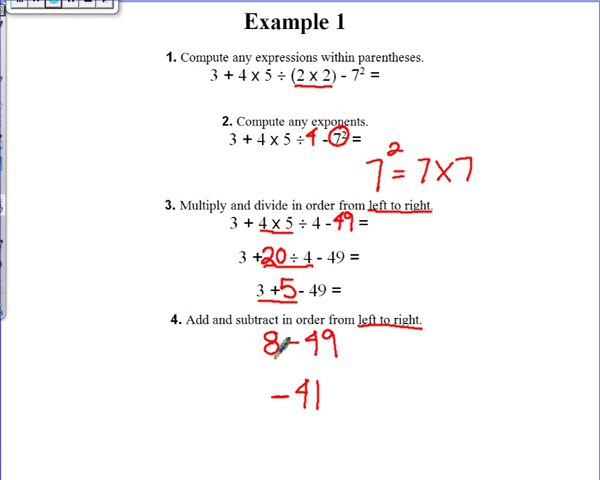 Example 1
1. Compute any expressions within parentheses.
3 + 4 x 5 ÷ (2 x 2) - 7² =
2. Compute any exponents.
3 + 4 x 5 ÷ 4 - 7² =
7² = 7 x 7
3. Multiply and divide in order from left to right.
3 + 4 x 5 ÷ 4 - 49 =
3 + 20 ÷ 4 - 49 =
3 + 5 - 49 =
4. Add and subtract in order from left to right.
8 - 49
- 41